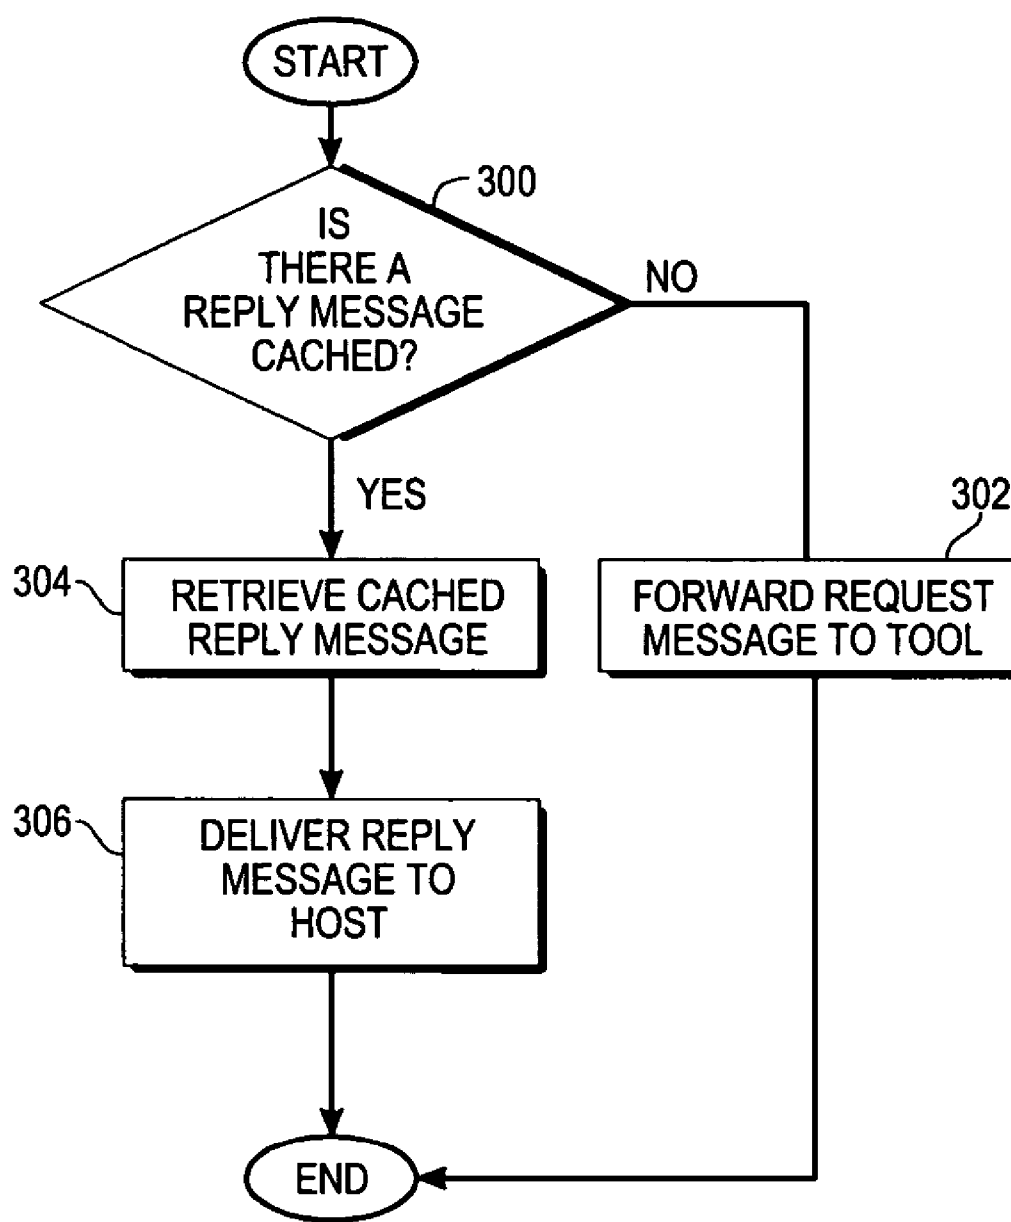 START
300
IS
THERE A
REPLY MESSAGE
CACHED?
NO
YES
302
304
RETRIEVE CACHED
REPLY MESSAGE
FORWARD REQUEST
MESSAGE TO TOOL
306
DELIVER REPLY
MESSAGE TO
HOST
END